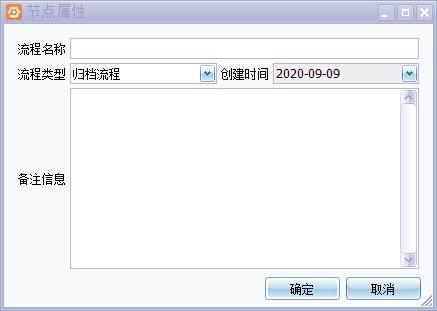 节点属性
流程名称
流程类型 归档流程 创建时间 2020-09-09
备注信息
确定 取消